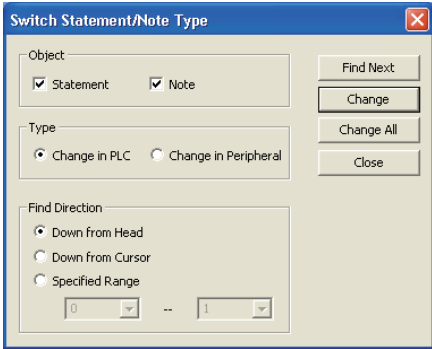 Switch Statement/Note Type
Object
Statement Note
Find Next
Change
Type
Change All
Change in PLC Change in Peripheral
Close
Find Direction
Down from Head
Down from Cursor
Specified Range
0 -- 1